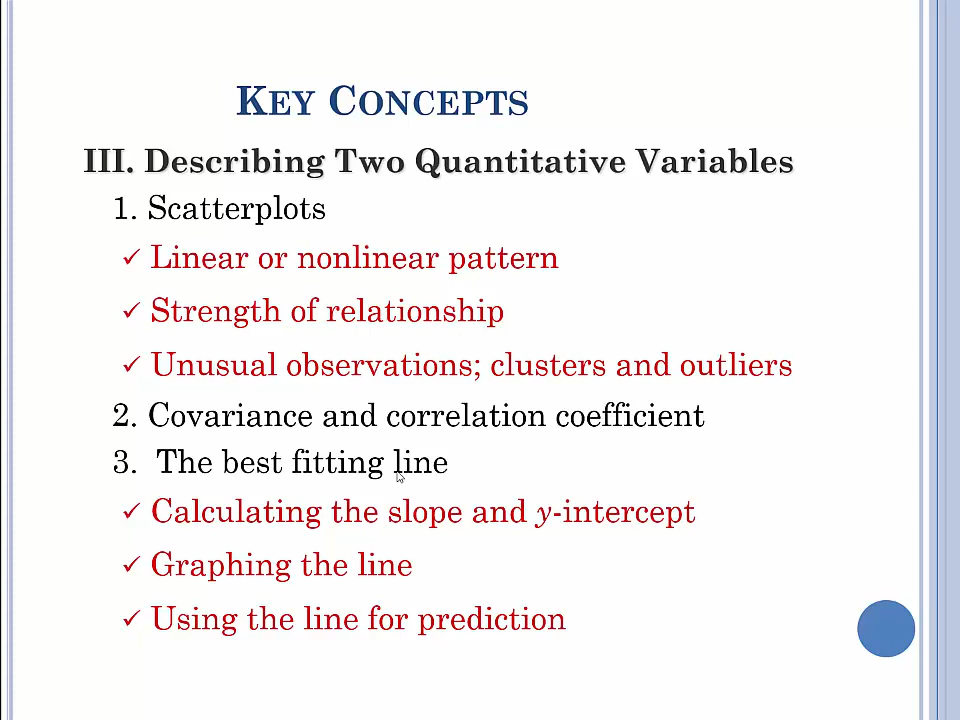 KEY CONCEPTS
III. Describing Two Quantitative Variables
1. Scatterplots
✓ Linear or nonlinear pattern
✓ Strength of relationship
✓ Unusual observations; clusters and outliers
2. Covariance and correlation coefficient
3. The best fitting line
✓ Calculating the slope and y-intercept
✓ Graphing the line
✓ Using the line for prediction